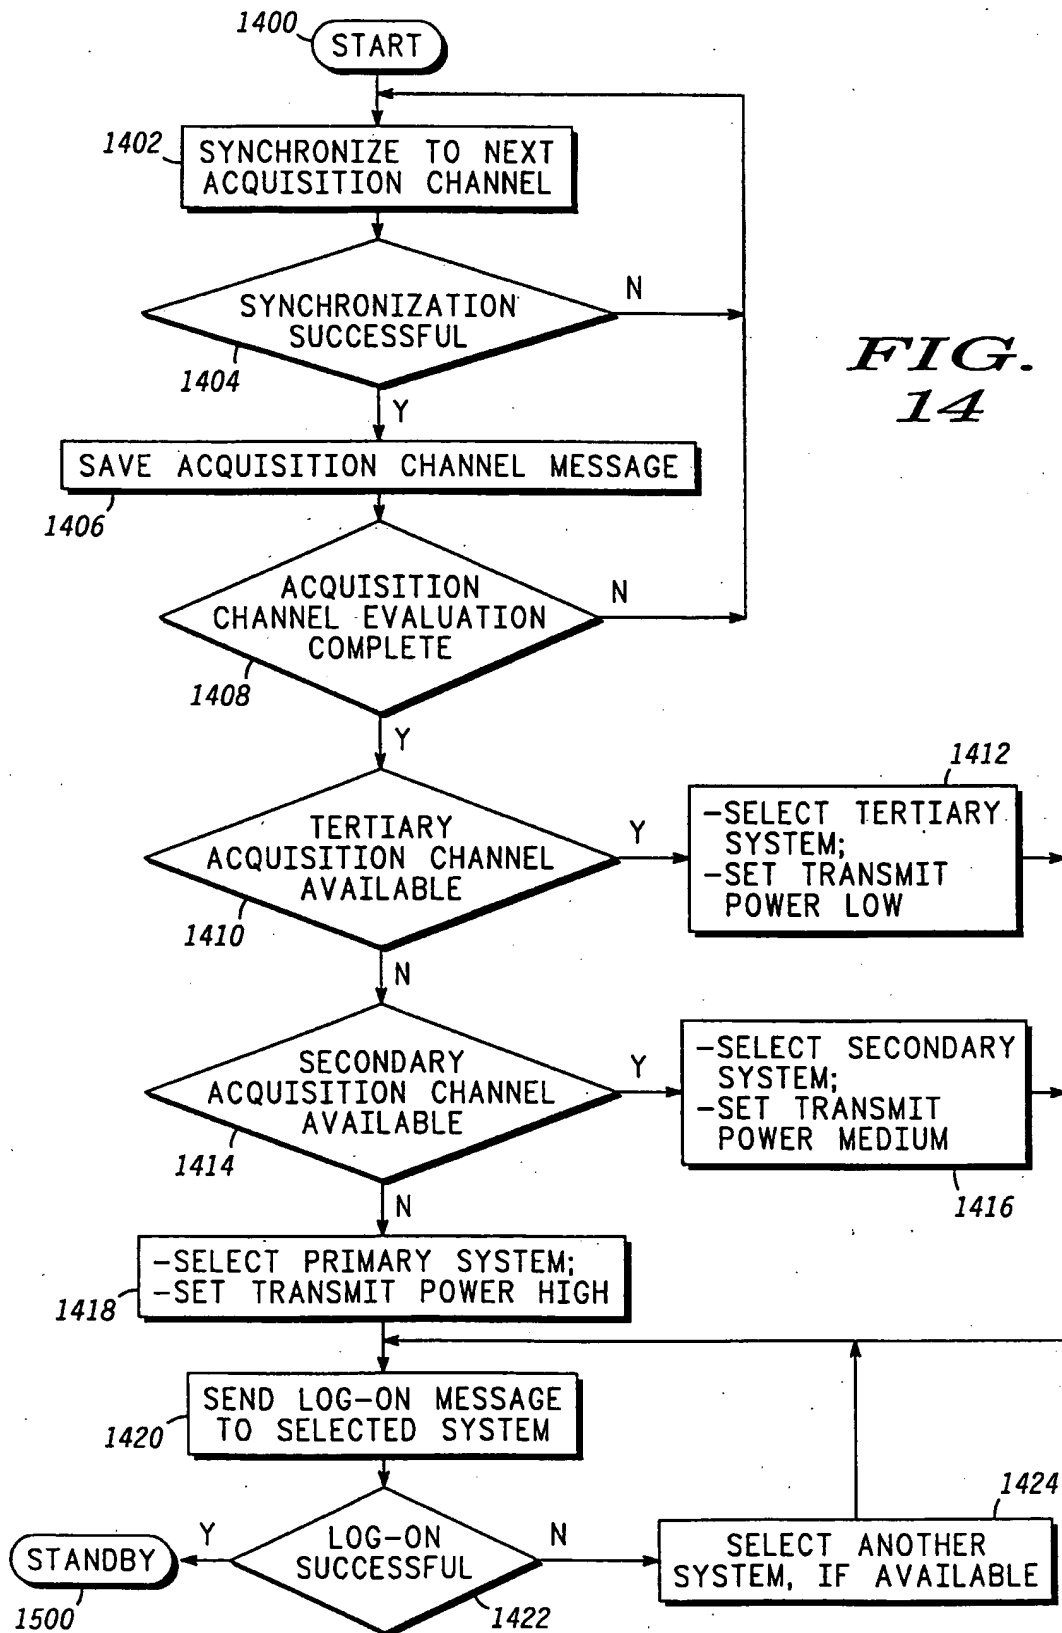 1400
START
1402
SYNCHRONIZE TO NEXT
ACQUISITION CHANNEL
SYNCHRONIZATION
SUCCESSFUL
N
1404
Y
FIG.
14
SAVE ACQUISITION CHANNEL MESSAGE
1406
ACQUISITION
CHANNEL EVALUATION
COMPLETE
N
1408
Y
1412
TERTIARY
ACQUISITION CHANNEL
AVAILABLE
Y
-SELECT TERTIARY
SYSTEM;
-SET TRANSMIT
POWER LOW
1410
N
SECONDARY
ACQUISITION CHANNEL
AVAILABLE
Y
-SELECT SECONDARY
SYSTEM;
-SET TRANSMIT
POWER MEDIUM
1414
1416
N
-SELECT PRIMARY SYSTEM;
-SET TRANSMIT POWER HIGH
1418
SEND LOG-ON MESSAGE
TO SELECTED SYSTEM
1420
1424
STANDBY
Y
LOG-ON
SUCCESSFUL
N
SELECT ANOTHER
SYSTEM, IF AVAILABLE
1500
1422